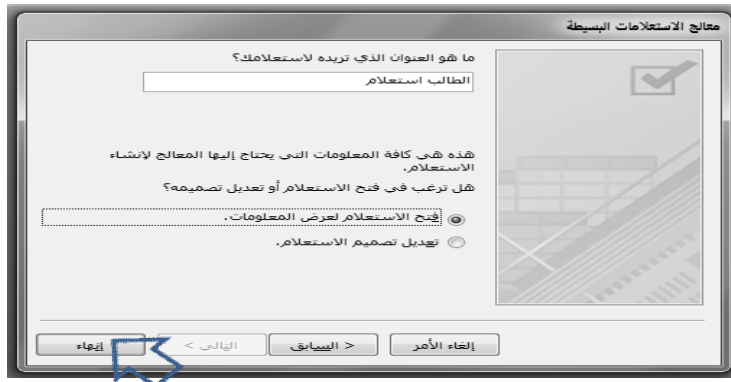 معالج الاستعلامات البسيطة
ما هو العنوان الذي تريده لاستعلامك؟
الطالب استعلام
هذه هي كافة المعلومات التي يحتاج إليها المعالج لإنشاء
الاستعلام.
هل ترغب في فتح الاستعلام أو تعديل تصميمه؟
فتح الاستعلام لعرض المعلومات.
تعديل تصميم الاستعلام.
إلغاء الأمر
< السابق
التالي >
إنهاء